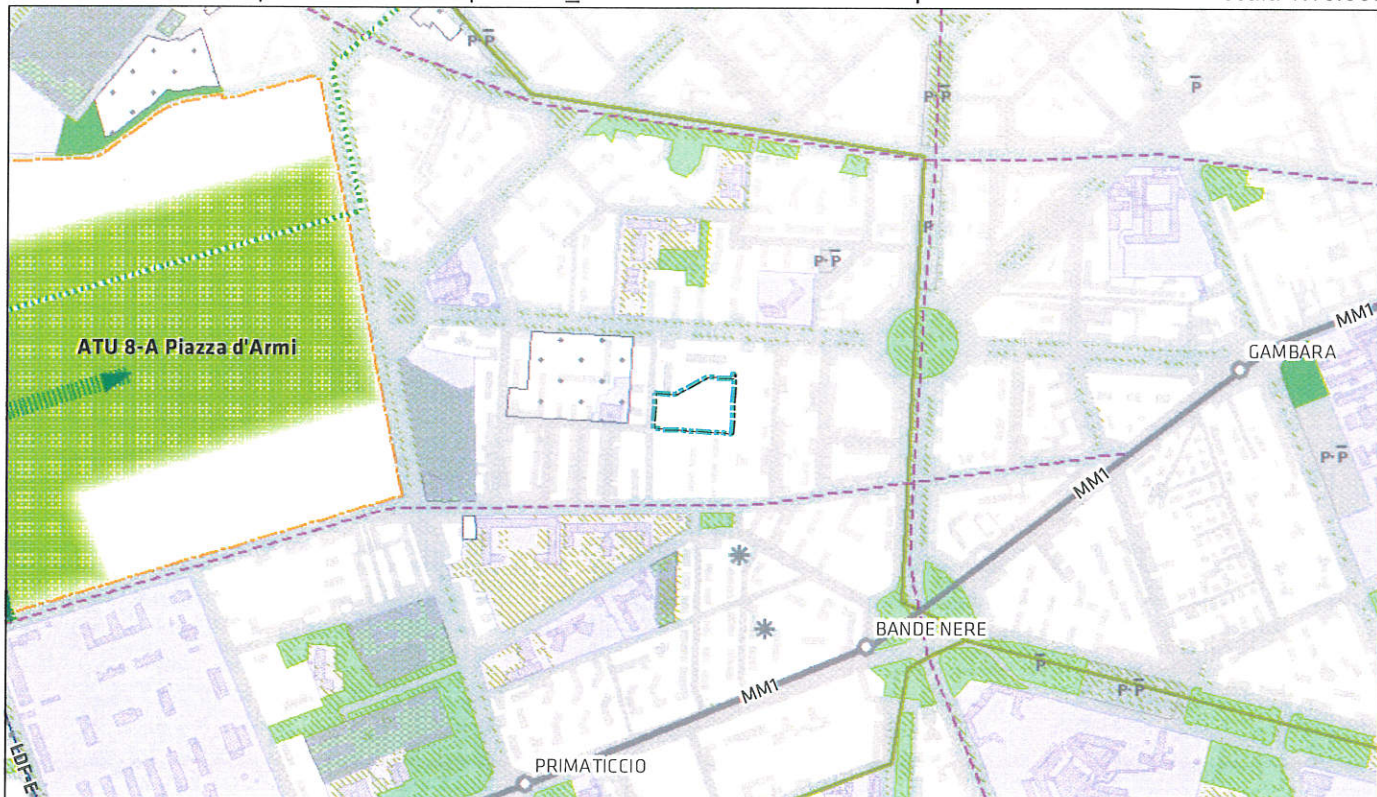 P-P̅
P-P̅
P̅
P
P-P̅
MM1
GAMBARA
ATU 8-A Piazza d'Armi
P-P̅
MM1
BANDE NERE
P̅
P-P̅
MM1
PRIMATICCIO